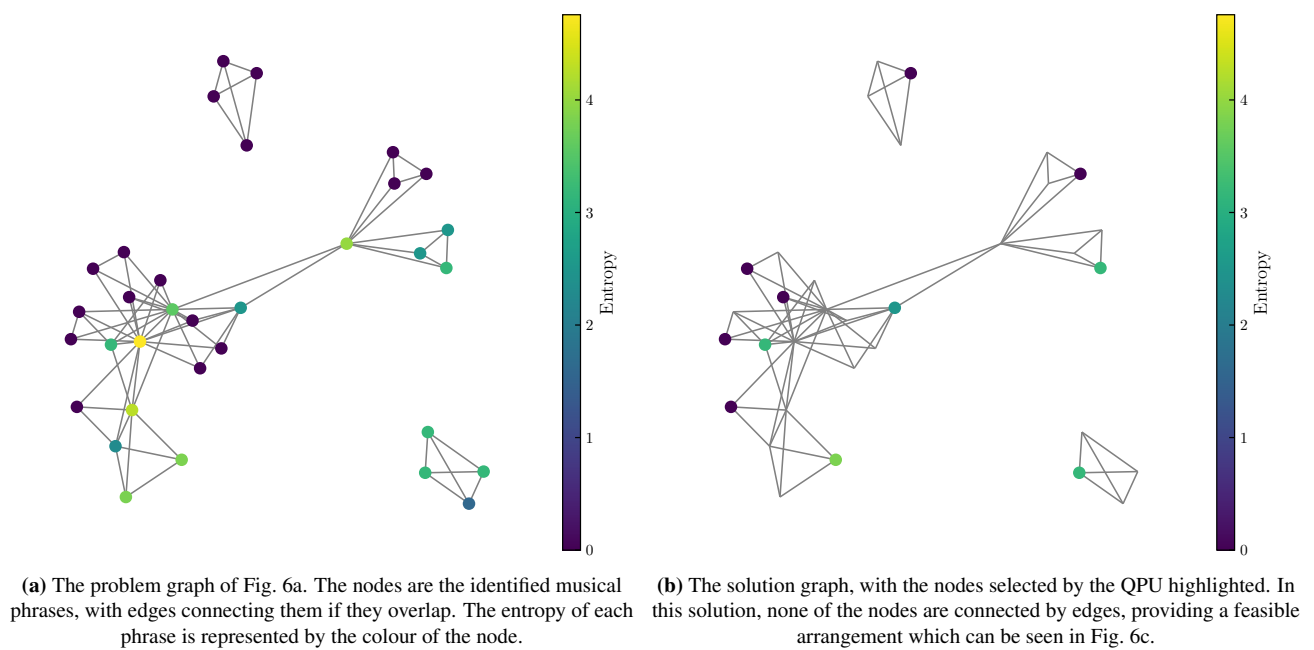 4
3
2
1
0
Entropy
4
3
2
1
0
Entropy
(a) The problem graph of Fig. 6a. The nodes are the identified musical
phrases, with edges connecting them if they overlap. The entropy of each
phrase is represented by the colour of the node.
(b) The solution graph, with the nodes selected by the QPU highlighted. In
this solution, none of the nodes are connected by edges, providing a feasible
arrangement which can be seen in Fig. 6c.